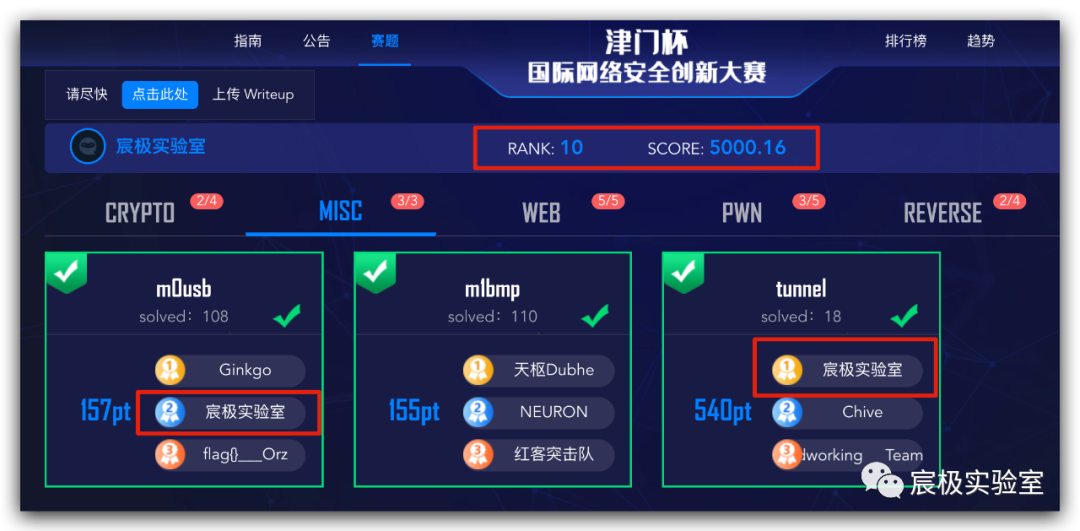 指南 公告 赛题
津门杯
国际网络安全创新大赛
排行榜 趋势
请尽快 点击此处 上传 Writeup
宸极实验室
RANK: 10 SCORE: 5000.16
CRYPTO 2/4 MISC 3/3 WEB 5/5 PWN 3/5 REVERSE 2/4
m0usb
solved: 108
157pt
1 Ginkgo
2 宸极实验室
3 flag{}___Orz
m1bmp
solved: 110
155pt
1 天枢Dubhe
2 NEURON
3 红客突击队
tunnel
solved: 18
540pt
1 宸极实验室
2 Chive
3 dworking Team
宸极实验室